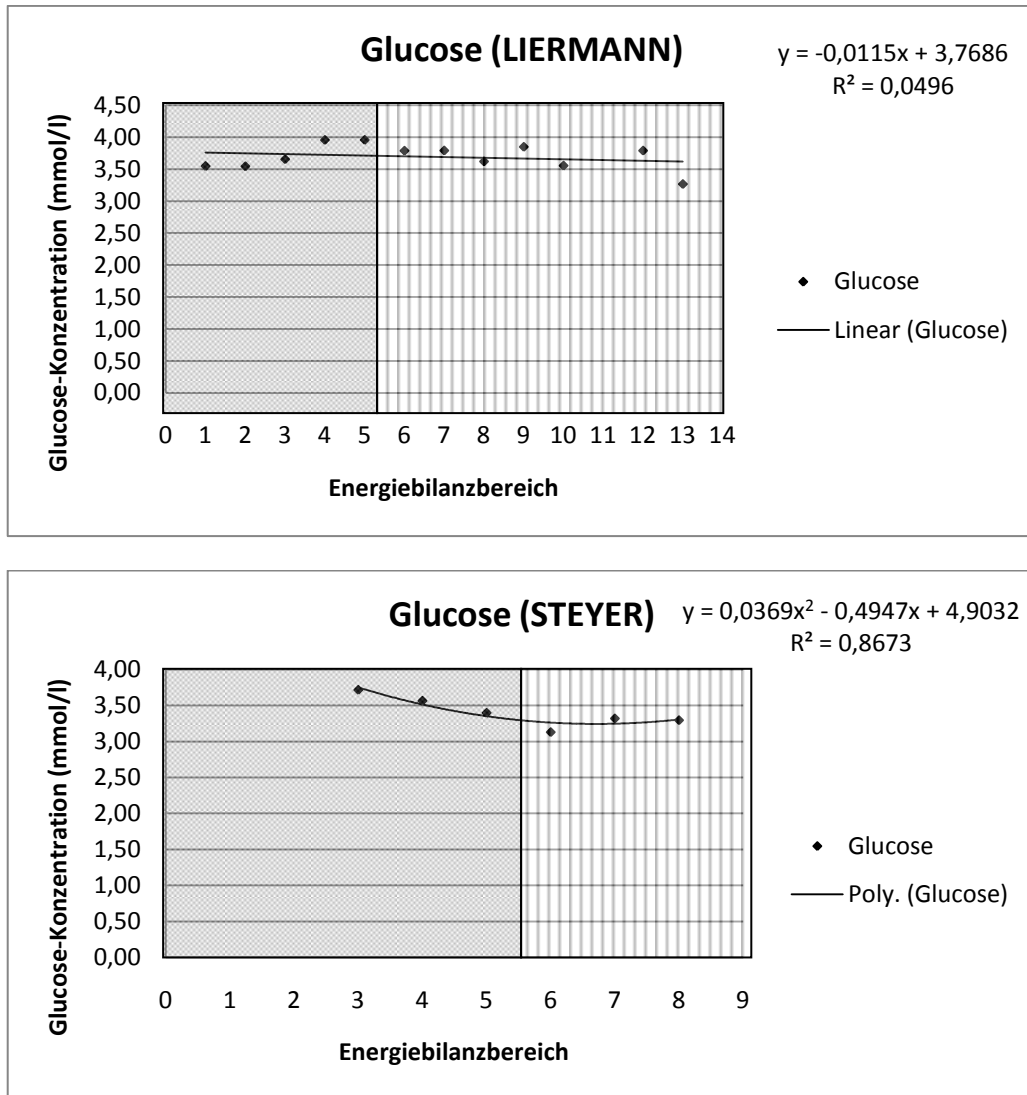 Glucose (LIERMANN)
y = -0,0115x + 3,7686
R² = 0,0496
Glucose-Konzentration (mmol/l)
4,50
4,00
3,50
3,00
2,50
2,00
1,50
1,00
0,50
0,00
0 1 2 3 4 5 6 7 8 9 10 11 12 13 14
Energiebilanzbereich
Glucose
Linear (Glucose)
Glucose (STEYER)
y = 0,0369x² - 0,4947x + 4,9032
R² = 0,8673
Glucose-Konzentration (mmol/l)
4,00
3,50
3,00
2,50
2,00
1,50
1,00
0,50
0,00
0 1 2 3 4 5 6 7 8 9
Energiebilanzbereich
Glucose
Poly. (Glucose)